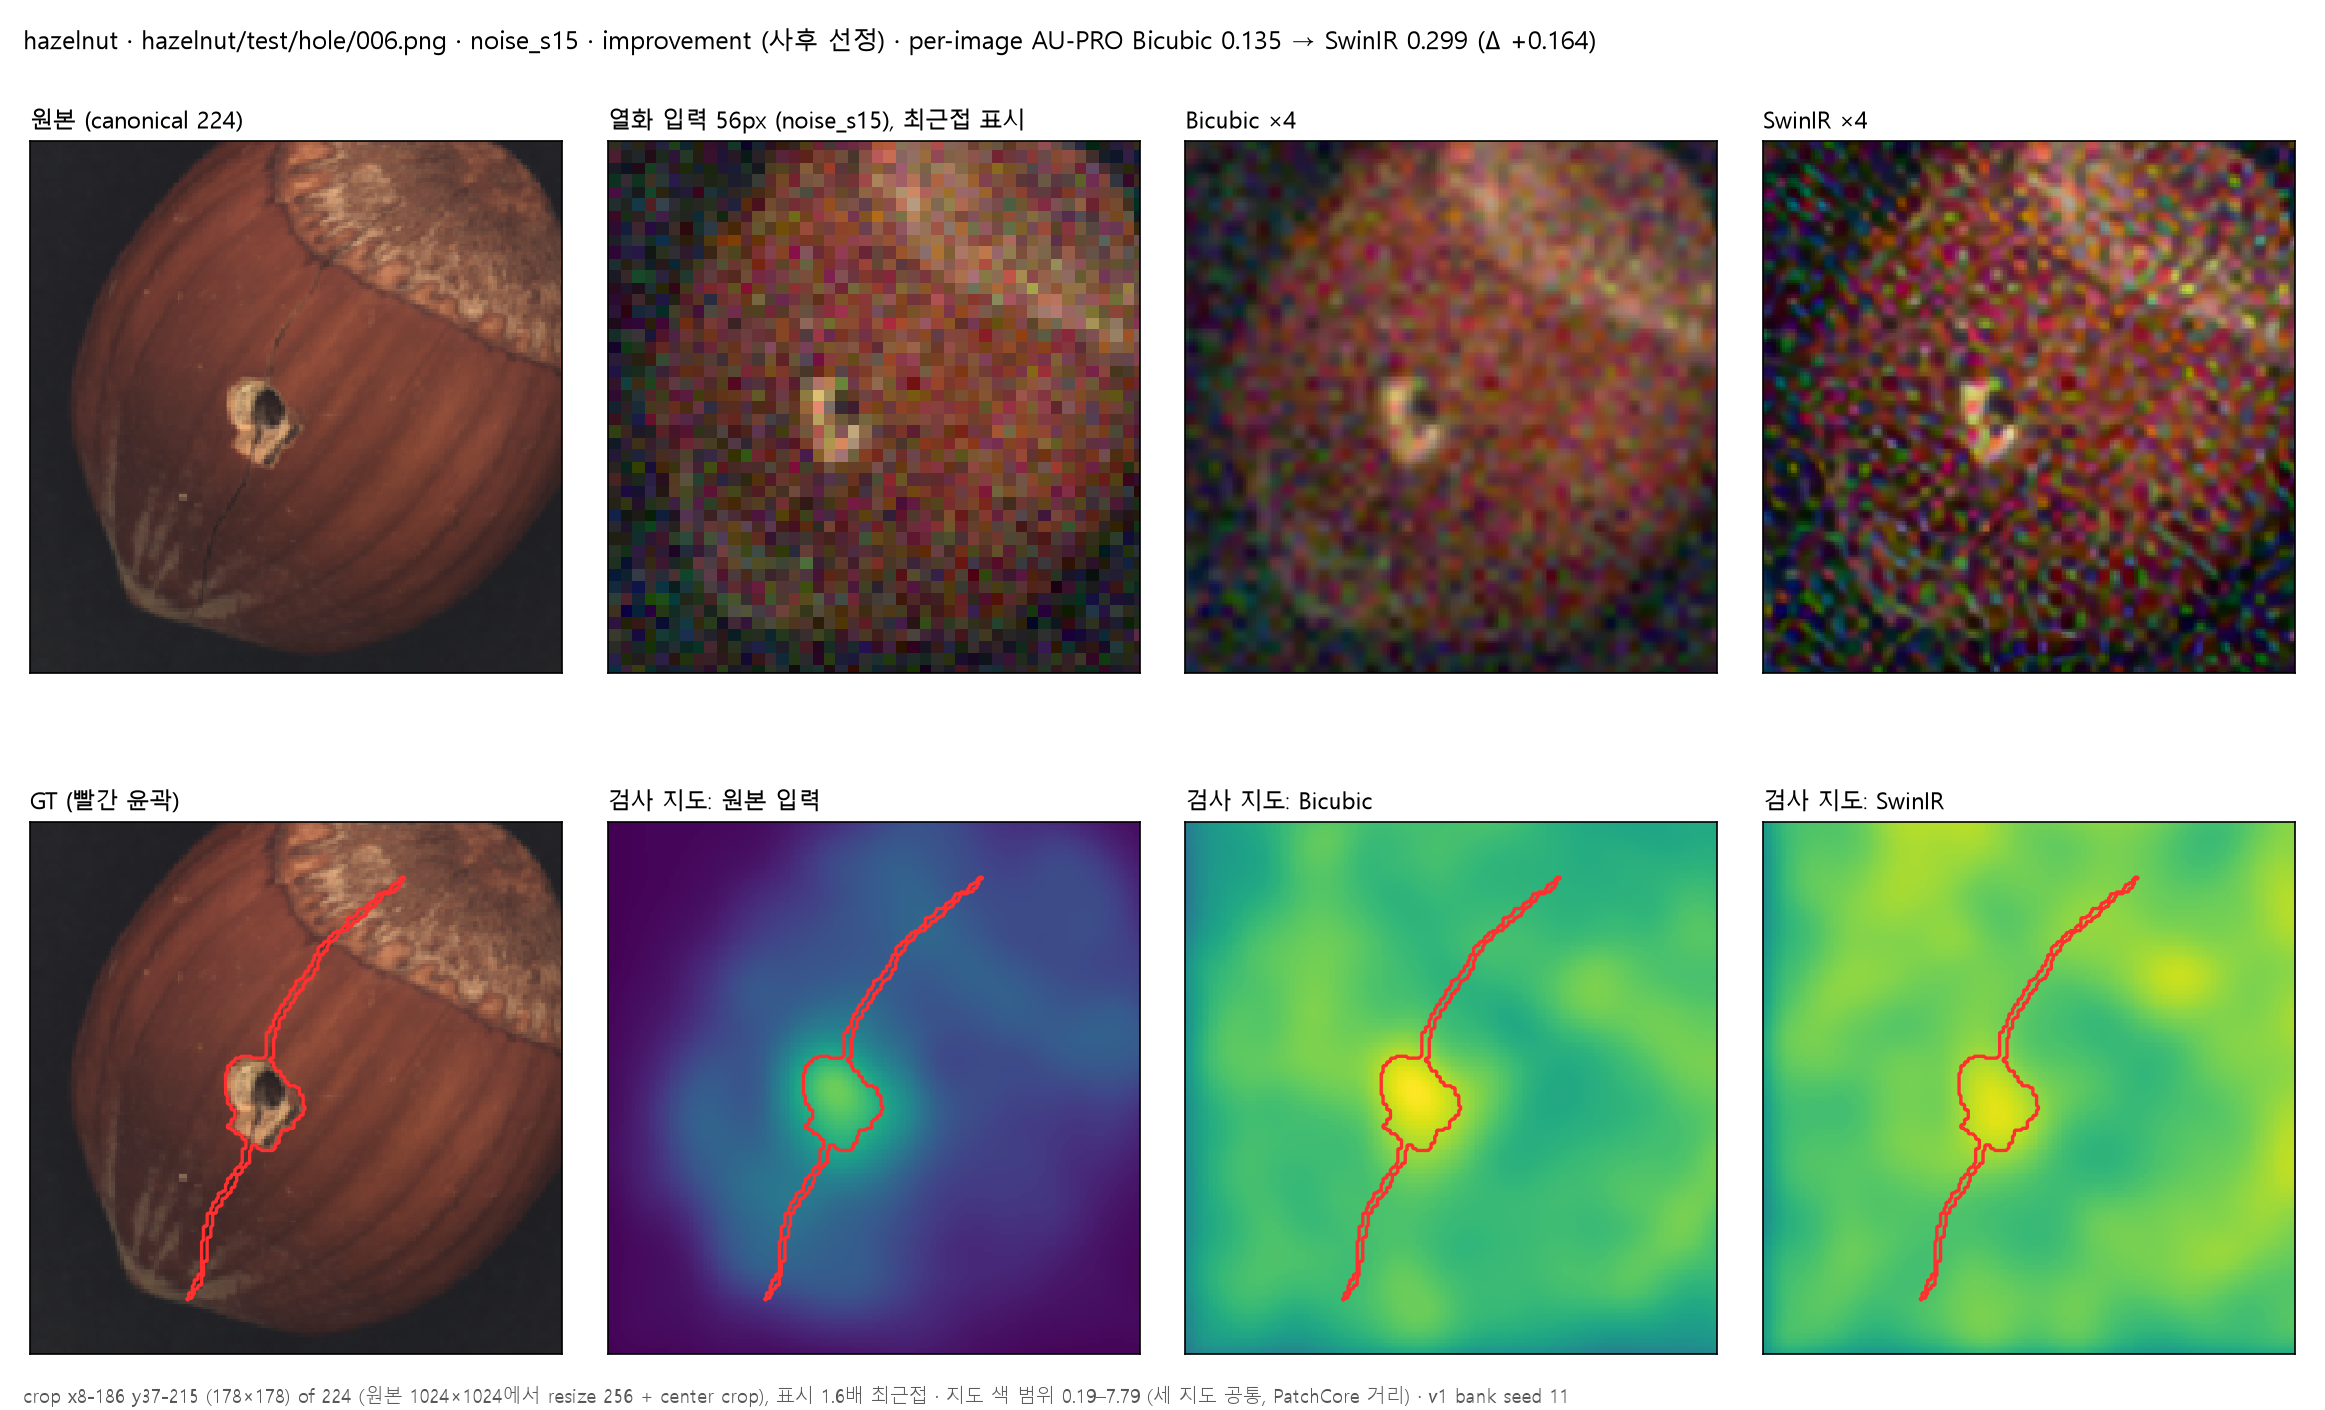 hazelnut · hazelnut/test/hole/006.png · noise_s15 · improvement (사후 선정) · per-image AU-PRO Bicubic 0.135 → SwinIR 0.299 (Δ +0.164)
원본 (canonical 224)
열화 입력 56px (noise_s15), 최근접 표시
Bicubic ×4
SwinIR ×4
GT (빨간 윤곽)
검사 지도: 원본 입력
검사 지도: Bicubic
검사 지도: SwinIR
crop x8-186 y37-215 (178×178) of 224 (원본 1024×1024에서 resize 256 + center crop), 표시 1.6배 최근접 · 지도 색 범위 0.19–7.79 (세 지도 공통, PatchCore 거리) · v1 bank seed 11